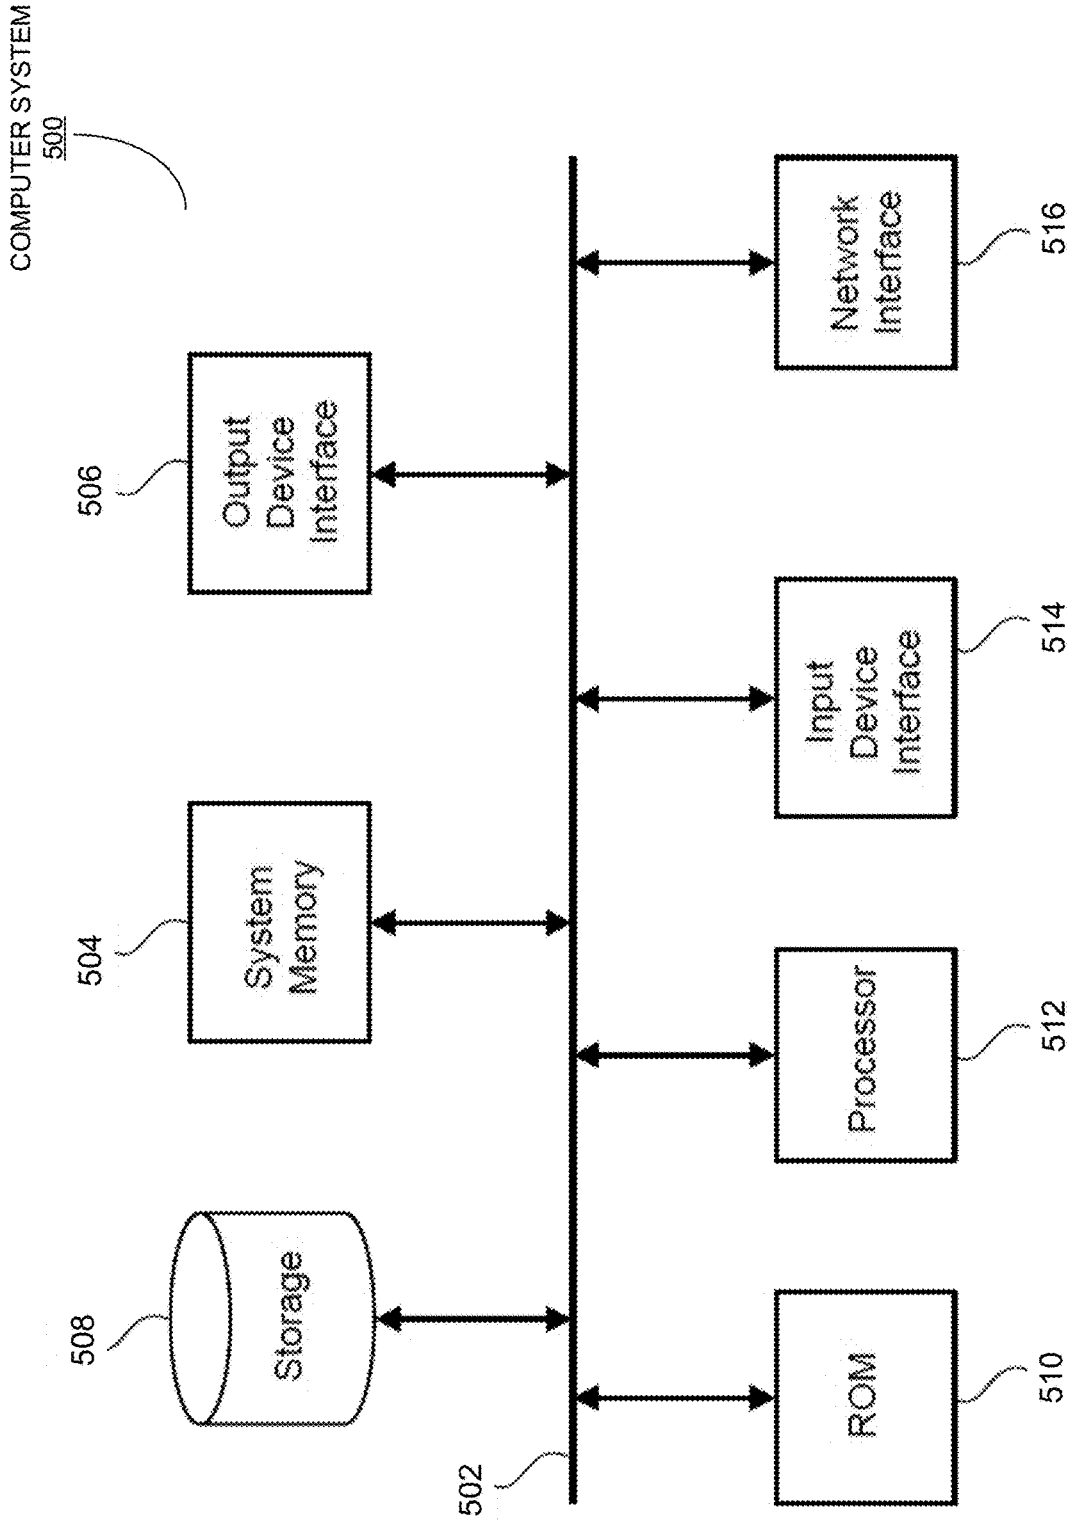 COMPUTER SYSTEM
500
508
Storage
504
System
Memory
506
Output
Device
Interface
502
ROM
510
Processor
512
Input
Device
Interface
514
Network
Interface
516